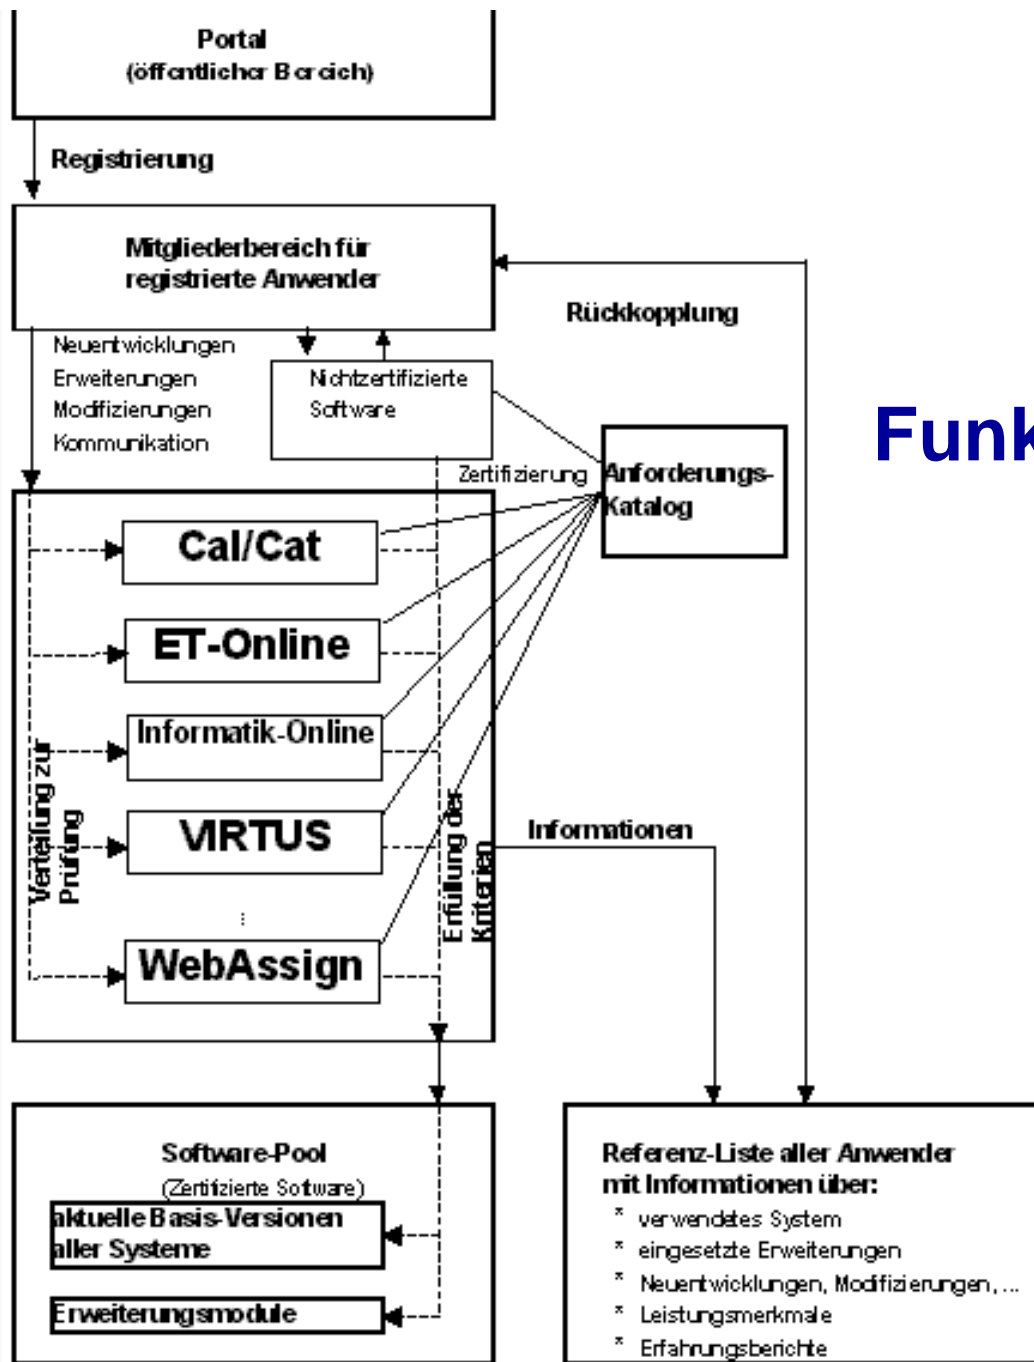 Portal
(öffentlicher Bereich)
Registrierung
Mitgliederbereich für
registrierte Anwender
Rückkopplung
Neuentwicklungen
Erweiterungen
Modifizierungen
Kommunikation
Nichtzertifizierte
Software
Funk
Zertifizierung
Anforderungs-
Katalog
Cal/Cat
ET-Online
Informatik-Online
VIRTUS
⋮
WebAssign
Verteilung zur
Prüfung
Erfüllung der
Kriterien
Informationen
Software-Pool
(Zertifizierte Software)
aktuelle Basis-Versionen
aller Systeme
Erweiterungsmodule
Referenz-Liste aller Anwender
mit Informationen über:
* verwendetes System
* eingesetzte Erweiterungen
* Neuentwicklungen, Modifizierungen, ...
* Leistungsmerkmale
* Erfahrungsberichte